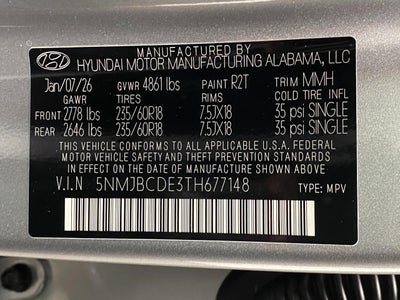 MANUFACTURED BY
HYUNDAI MOTOR MANUFACTURING ALABAMA, LLC
Jan/07/26 GVWR 4861 lbs PAINT R2T TRIM MMH
GAWR TIRES RIMS COLD TIRE INFL
FRONT 2778 lbs 235/60R18 7.5JX18 35 psi SINGLE
REAR 2646 lbs 235/60R18 7.5JX18 35 psi SINGLE
THIS VEHICLE CONFORMS TO ALL APPLICABLE U.S.A. FEDERAL
MOTOR VEHICLE SAFETY, BUMPER, AND THEFT PREVENTION
STANDARDS IN EFFECT ON THE DATE OF MANUFACTURE SHOWN ABOVE.
V.I.N 5NMJBCDE3TH677148 TYPE: MPV